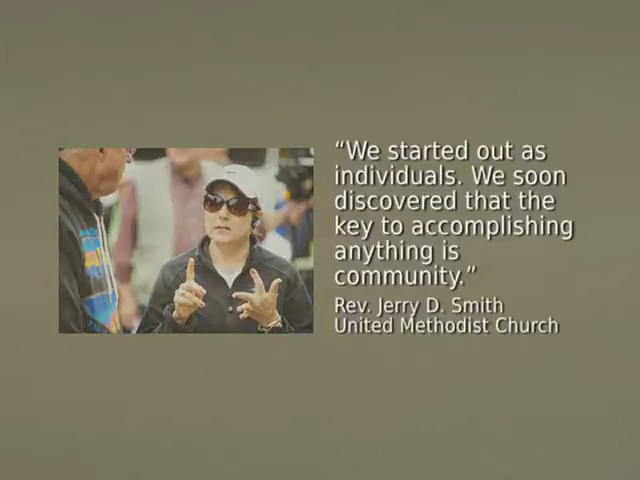 “We started out as
individuals. We soon
discovered that the
key to accomplishing
anything is
community.”
Rev. Jerry D. Smith
United Methodist Church